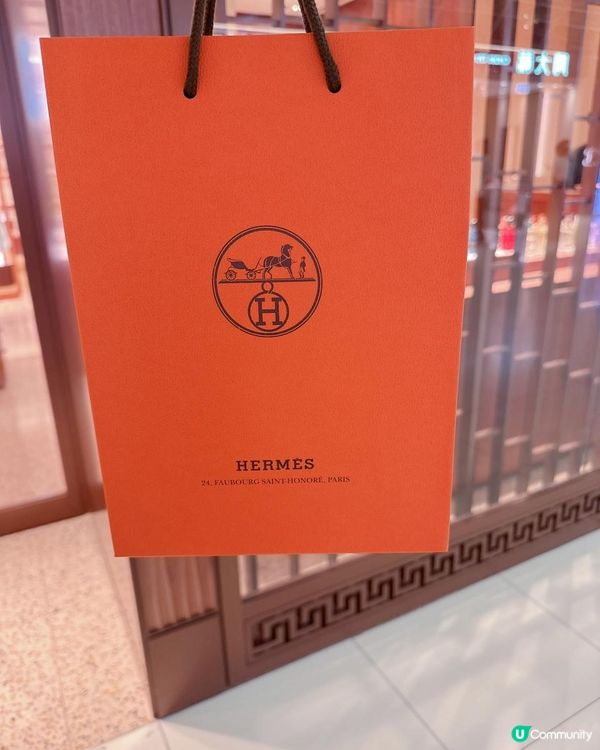 H
HERMÈS
24, FAUBOURG SAINT-HONORÉ, PARIS
U Community